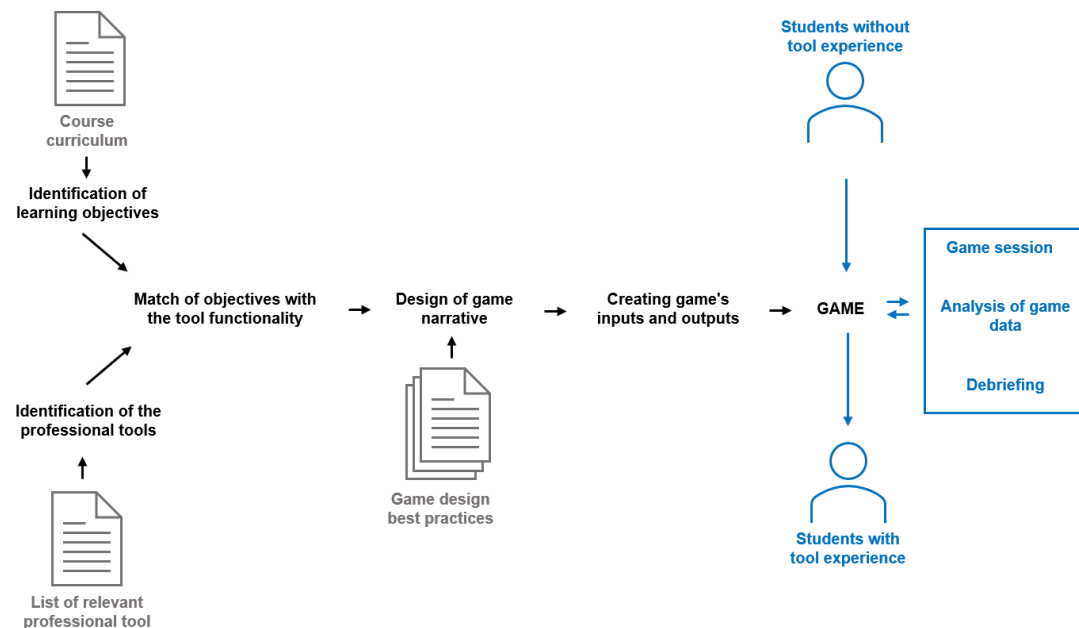 Students without
tool experience
Course
curriculum
Identification of
learning objectives
Game session
Match of objectives with
the tool functionality
Design of game
narrative
Creating game's
inputs and outputs
GAME
Analysis of game
data
Debriefing
Identification of the
professional tools
Game design
best practices
Students with
tool experience
List of relevant
professional tool